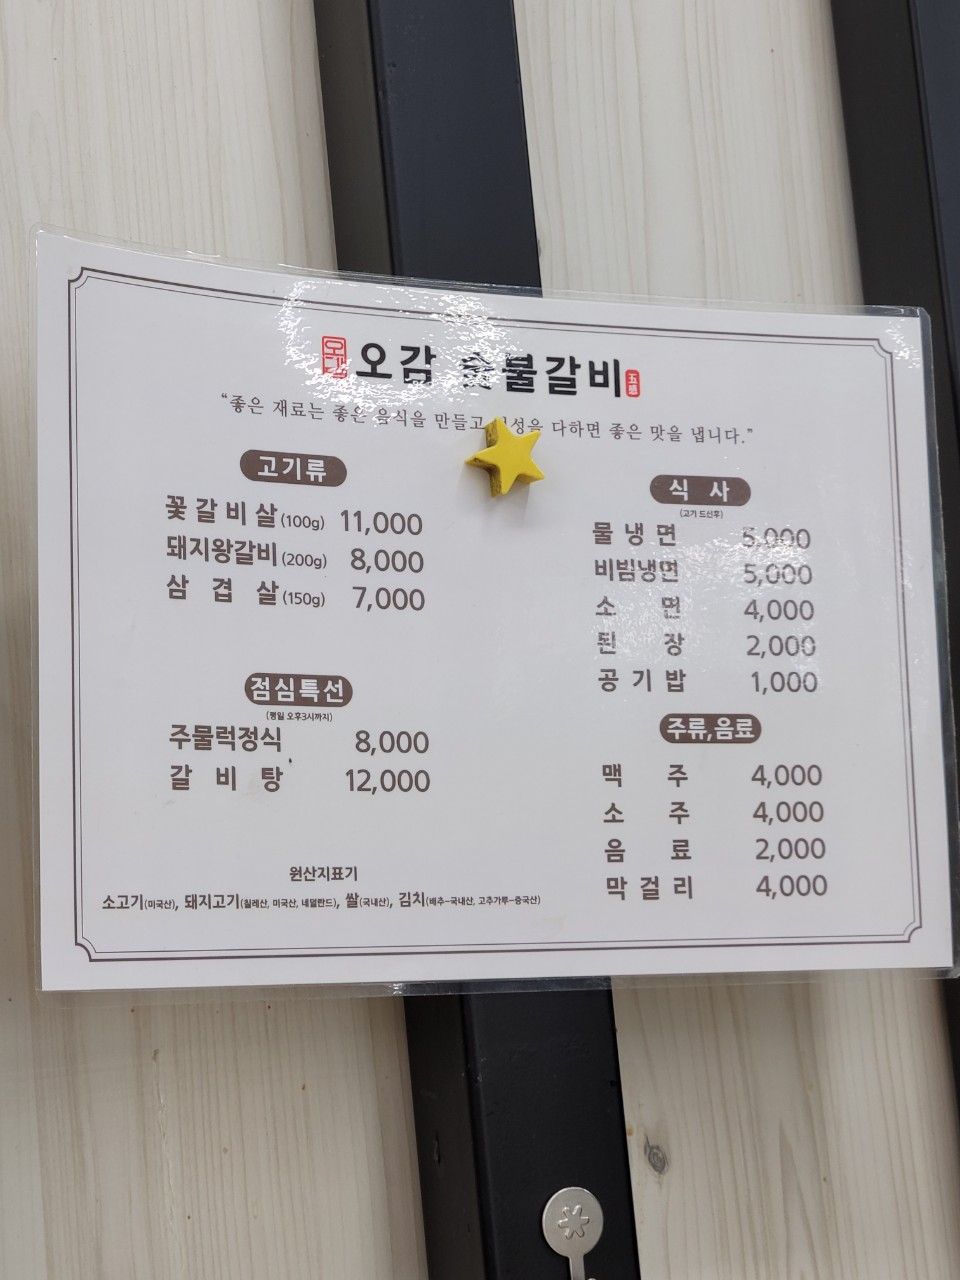 오감 오감 숯불갈비 五感
“좋은 재료는 좋은 음식을 만들고 정성을 다하면 좋은 맛을 냅니다.”
고기류
꽃갈비살(100g) 11,000
돼지왕갈비(200g) 8,000
삼겹살(150g) 7,000
점심특선
(평일 오후3시까지)
주물럭정식 8,000
갈비탕 12,000
식사
(고기 드신후)
물냉면 5,000
비빔냉면 5,000
소면 4,000
된장 2,000
공기밥 1,000
주류,음료
맥주 4,000
소주 4,000
음료 2,000
막걸리 4,000
원산지표기
소고기(미국산), 돼지고기(칠레산, 미국산, 네덜란드), 쌀(국내산), 김치(배추-국내산, 고추가루-중국산)